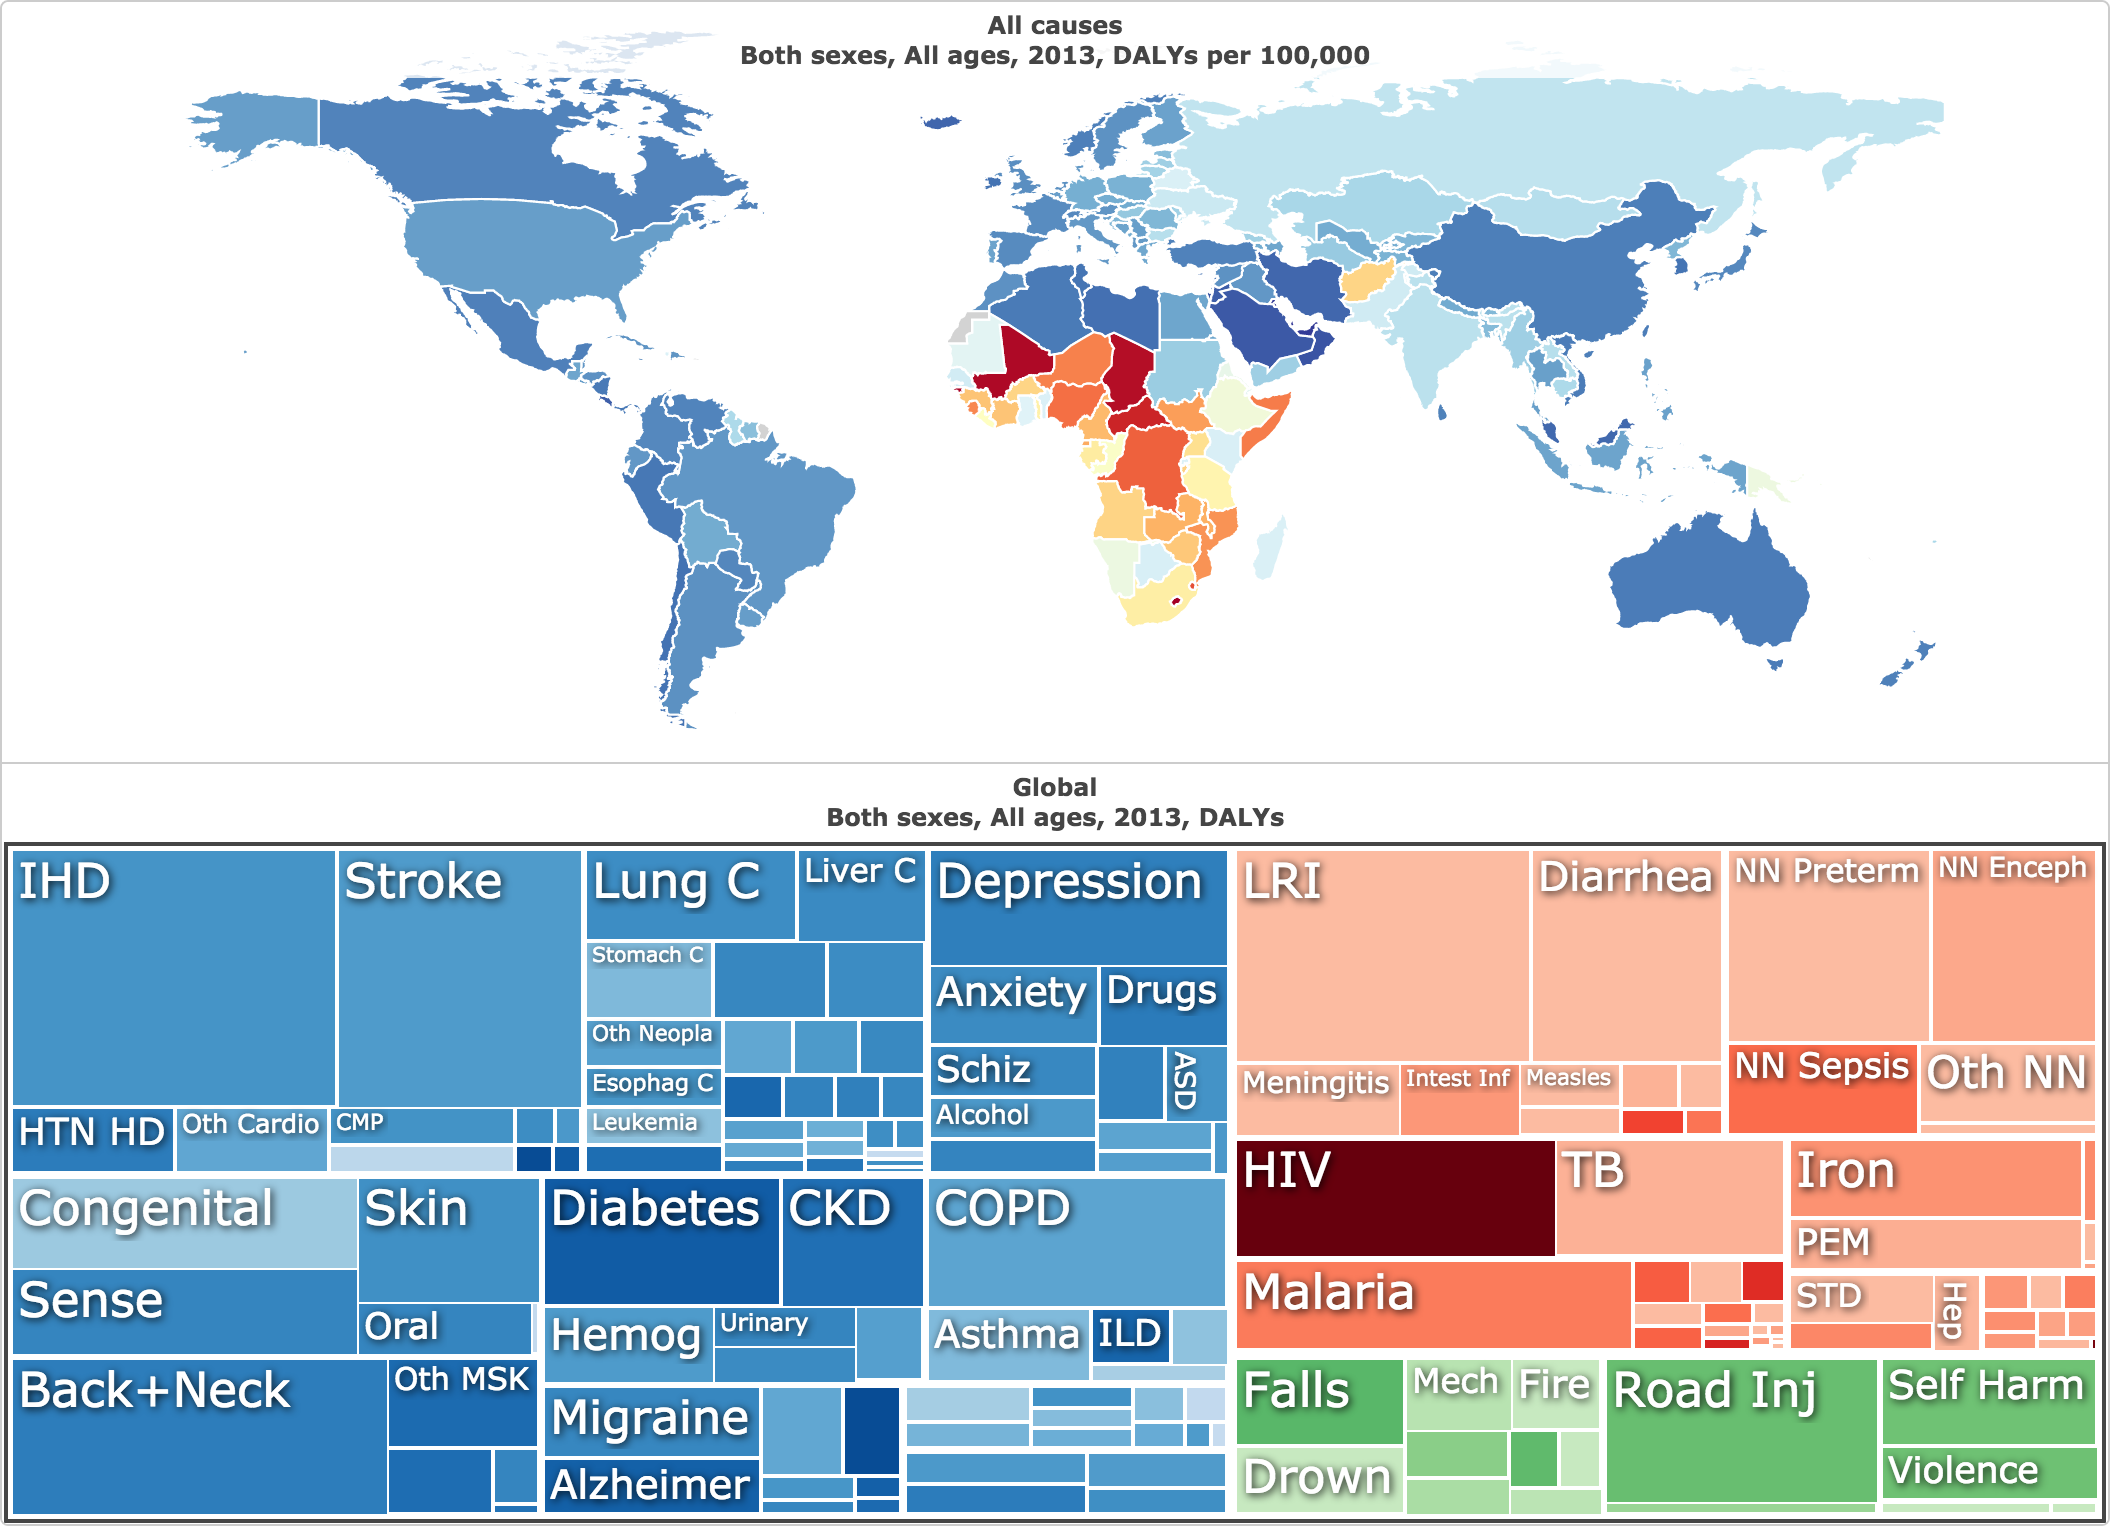 All causes
Both sexes, All ages, 2013, DALYs per 100,000
Global
Both sexes, All ages, 2013, DALYs
IHD
Stroke
HTN HD
Oth Cardio
CMP
Lung C
Liver C
Stomach C
Oth Neopla
Esophag C
Leukemia
Depression
Anxiety
Drugs
Schiz
ASD
Alcohol
Congenital
Skin
Sense
Oral
Back+Neck
Oth MSK
Diabetes
CKD
Hemog
Urinary
COPD
Asthma
ILD
Migraine
Alzheimer
LRI
Diarrhea
Meningitis
Intest Inf
Measles
NN Preterm
NN Enceph
NN Sepsis
Oth NN
HIV
TB
Malaria
Iron
PEM
STD
Hep
Falls
Mech
Fire
Drown
Road Inj
Self Harm
Violence